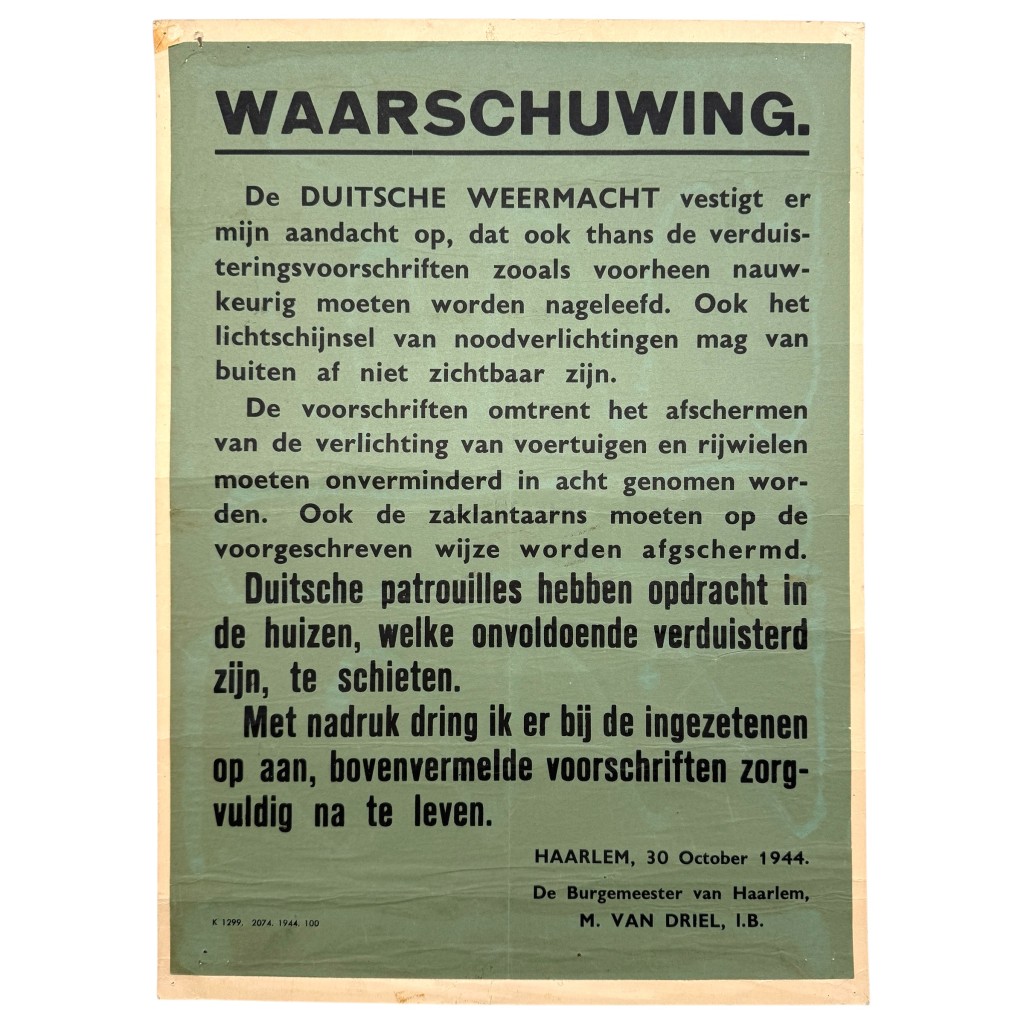 WAARSCHUWING.
De DUITSCHE WEERMACHT vestigt er
mijn aandacht op, dat ook thans de verduis-
teringsvoorschriften zooals voorheen nauw-
keurig moeten worden nageleefd. Ook het
lichtschijnsel van noodverlichtingen mag van
buiten af niet zichtbaar zijn.
De voorschriften omtrent het afschermen
van de verlichting van voertuigen en rijwielen
moeten onverminderd in acht genomen wor-
den. Ook de zaklantaarns moeten op de
voorgeschreven wijze worden afgschermd.
Duitsche patrouilles hebben opdracht in
de huizen, welke onvoldoende verduisterd
zijn, te schieten.
Met nadruk dring ik er bij de ingezetenen
op aan, bovenvermelde voorschriften zorg-
vuldig na te leven.
HAARLEM, 30 October 1944.
De Burgemeester van Haarlem,
M. VAN DRIEL, I.B.
K 1299. 2074. 1944. 100